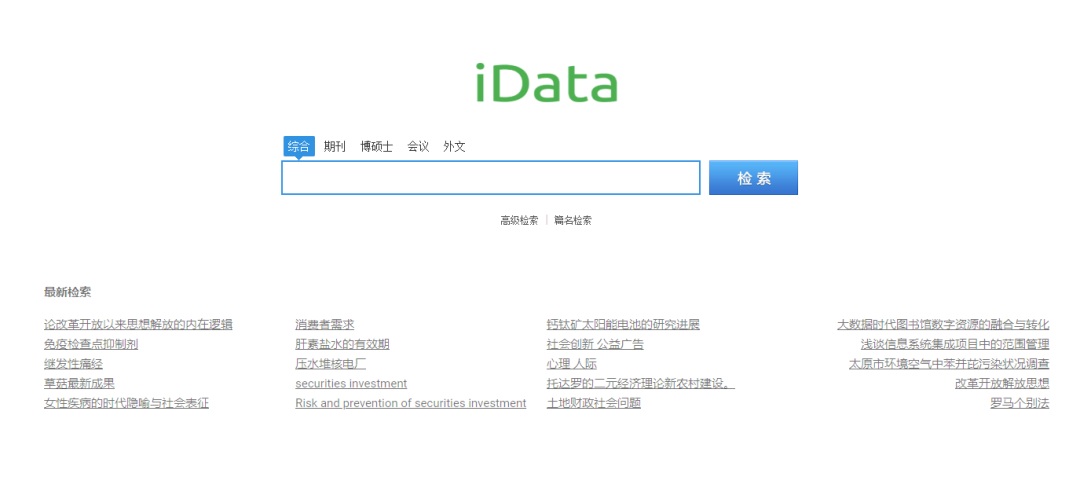 iData
综合 期刊 博硕士 会议 外文
检 索
高级检索 | 篇名检索
最新检索
论改革开放以来思想解放的内在逻辑 消费者需求 钙钛矿太阳能电池的研究进展 大数据时代图书馆数字资源的融合与转化
免疫检查点抑制剂 肝素盐水的有效期 社会创新 公益广告 浅谈信息系统集成项目中的范围管理
继发性痛经 压水堆核电厂 心理 人际 太原市环境空气中苯并芘污染状况调查
草菇最新成果 securities investment 托达罗的二元经济理论新农村建设。 改革开放解放思想
女性疾病的时代隐喻与社会表征 Risk and prevention of securities investment 土地财政社会问题 罗马个别法